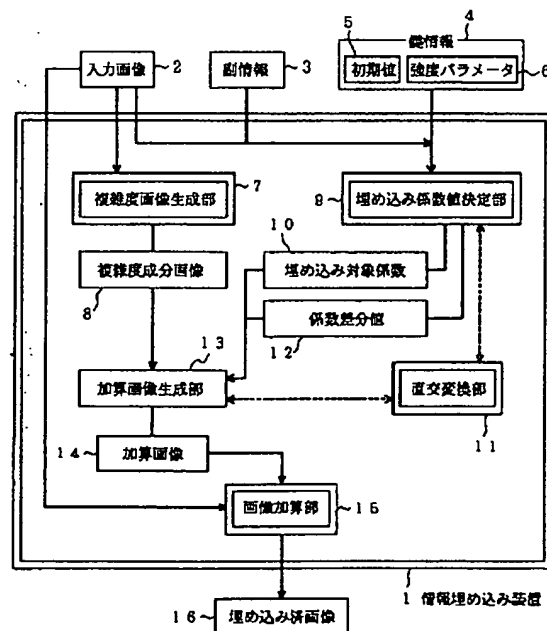 4
鍵情報
5
初期位
強度パラメータ
6
入力画像
2
副情報
3
複雑度画像生成部
7
9
埋め込み係数値決定部
10
複雑度成分画像
8
埋め込み対象係数
係数差分値
12
13
加算画像生成部
直交変換部
11
14
加算画像
画像加算部
15
1 情報埋め込み装置
16
埋め込み済画像